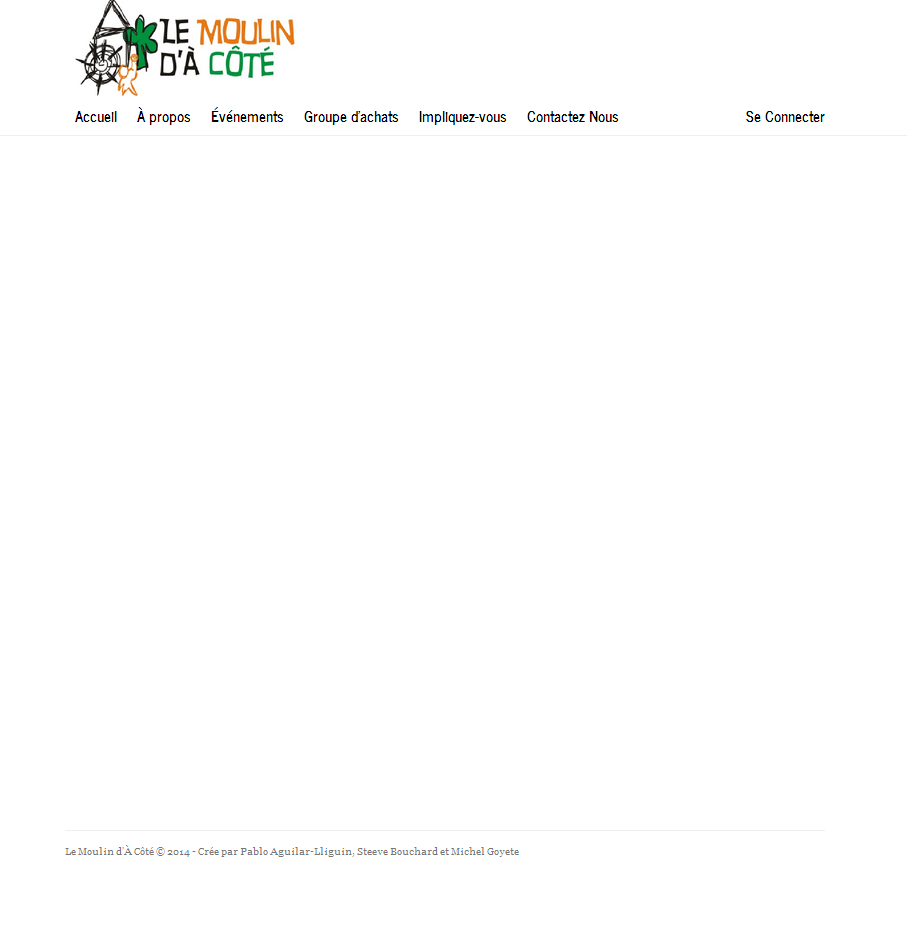 LE MOULIN
D'À CÔTÉ
Accueil À propos Événements Groupe d'achats Impliquez-vous Contactez Nous Se Connecter
Le Moulin d'À Côté © 2014 - Crée par Pablo Aguilar-Lliguin, Steeve Bouchard et Michel Goyete